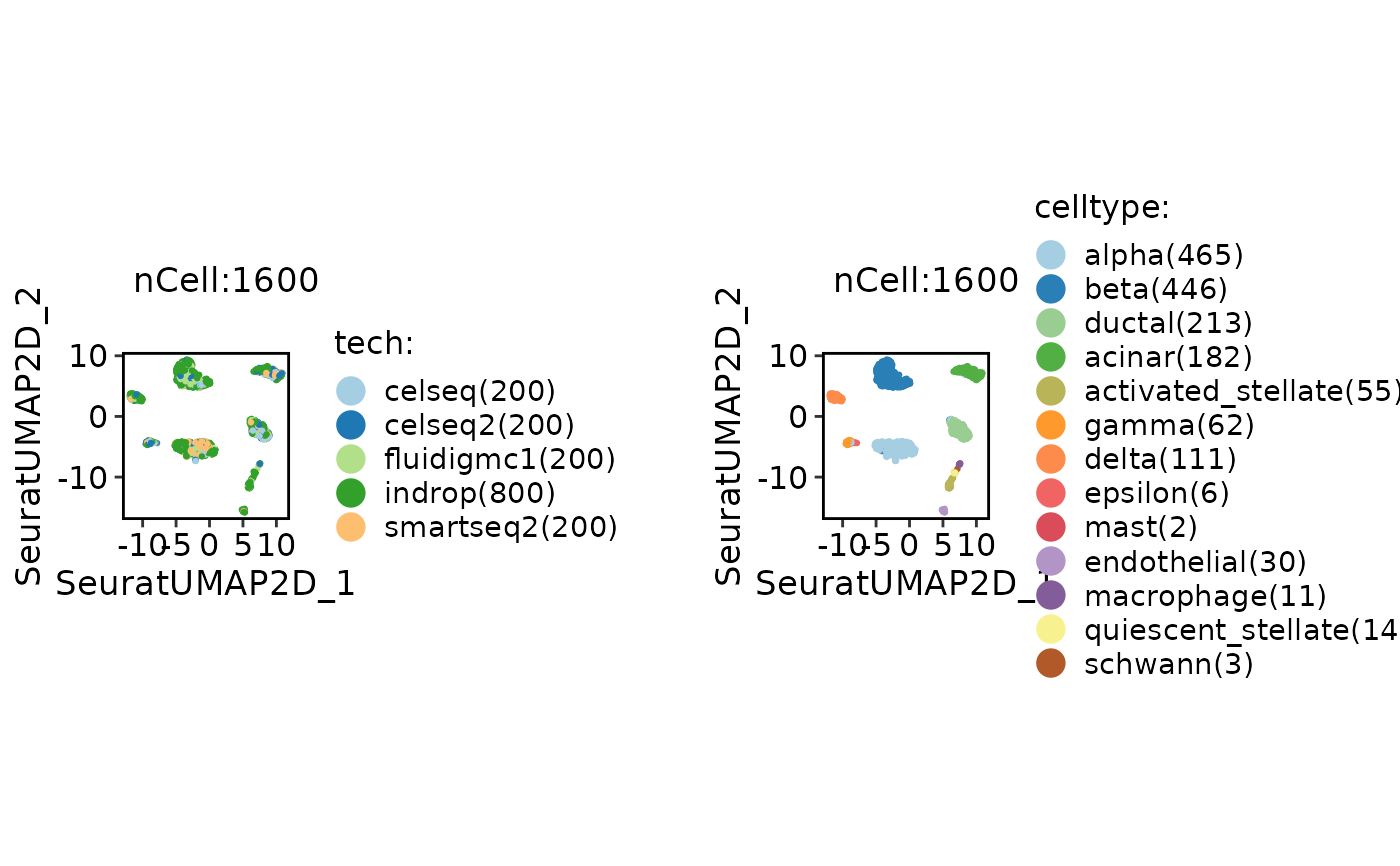 nCell:1600
SeuratUMAP2D_2
10
0
-10
-10
-5
0
5
10
SeuratUMAP2D_1
tech:
celseq(200)
celseq2(200)
fluidigmc1(200)
indrop(800)
smartseq2(200)
nCell:1600
SeuratUMAP2D_2
10
0
-10
-10
-5
0
5
10
SeuratUMAP2D_1
celltype:
alpha(465)
beta(446)
ductal(213)
acinar(182)
activated_stellate(55)
gamma(62)
delta(111)
epsilon(6)
mast(2)
endothelial(30)
macrophage(11)
quiescent_stellate(14
schwann(3)